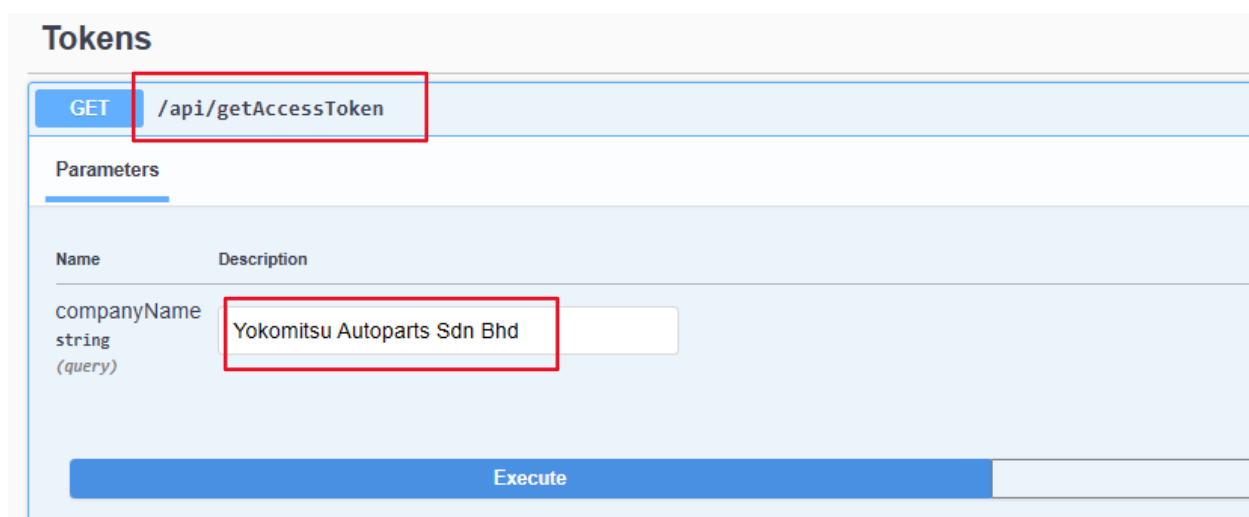 Tokens
GET /api/getAccessToken
Parameters
Name Description
companyName
string
(query)
Yokomitsu Autoparts Sdn Bhd
Execute